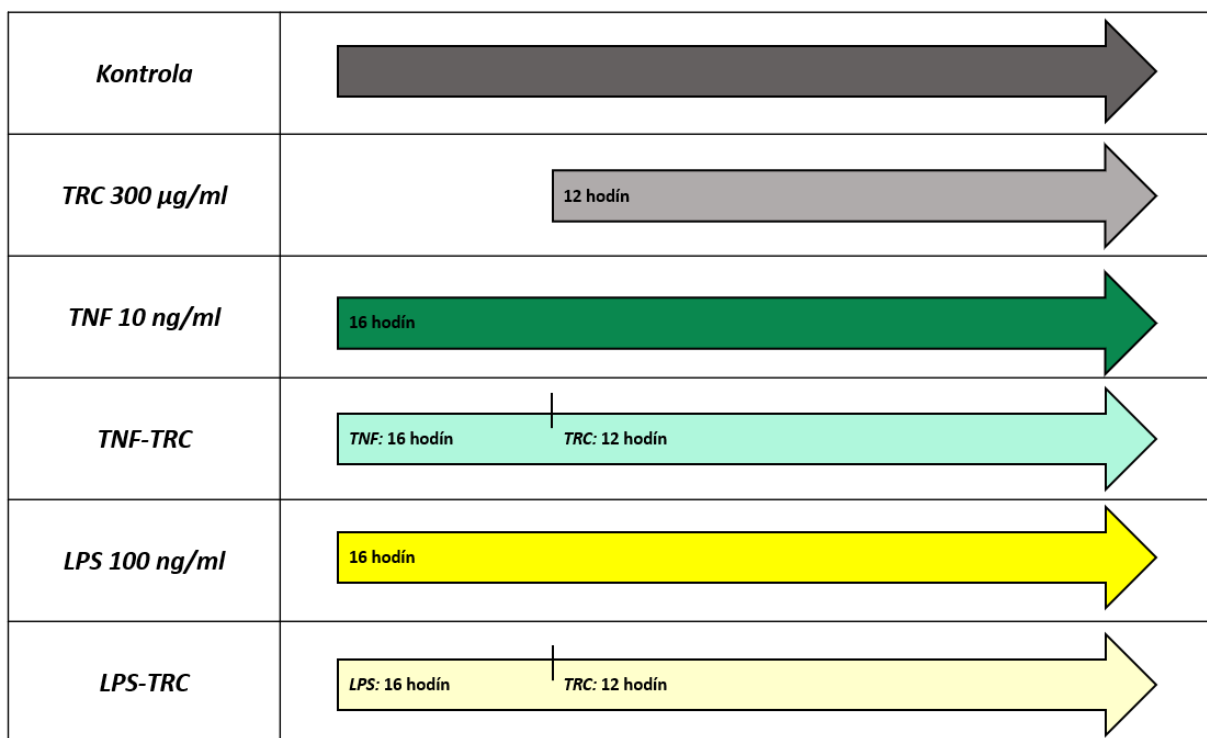 Kontrola
TRC 300 µg/ml
12 hodín
TNF 10 ng/ml
16 hodín
TNF-TRC
TNF: 16 hodín
TRC: 12 hodín
LPS 100 ng/ml
16 hodín
LPS-TRC
LPS: 16 hodín
TRC: 12 hodín